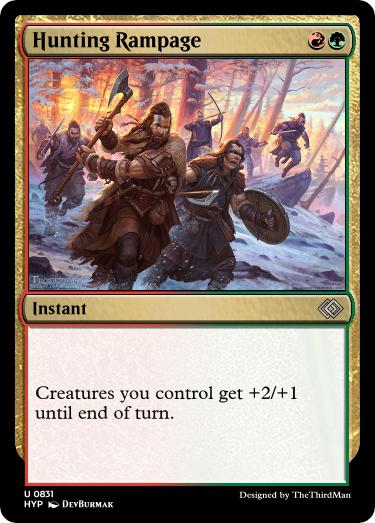 Hunting Rampage
Instant
Creatures you control get +2/+1
until end of turn.
U 0831
HYP DevBurmak
Designed by TheThirdMan